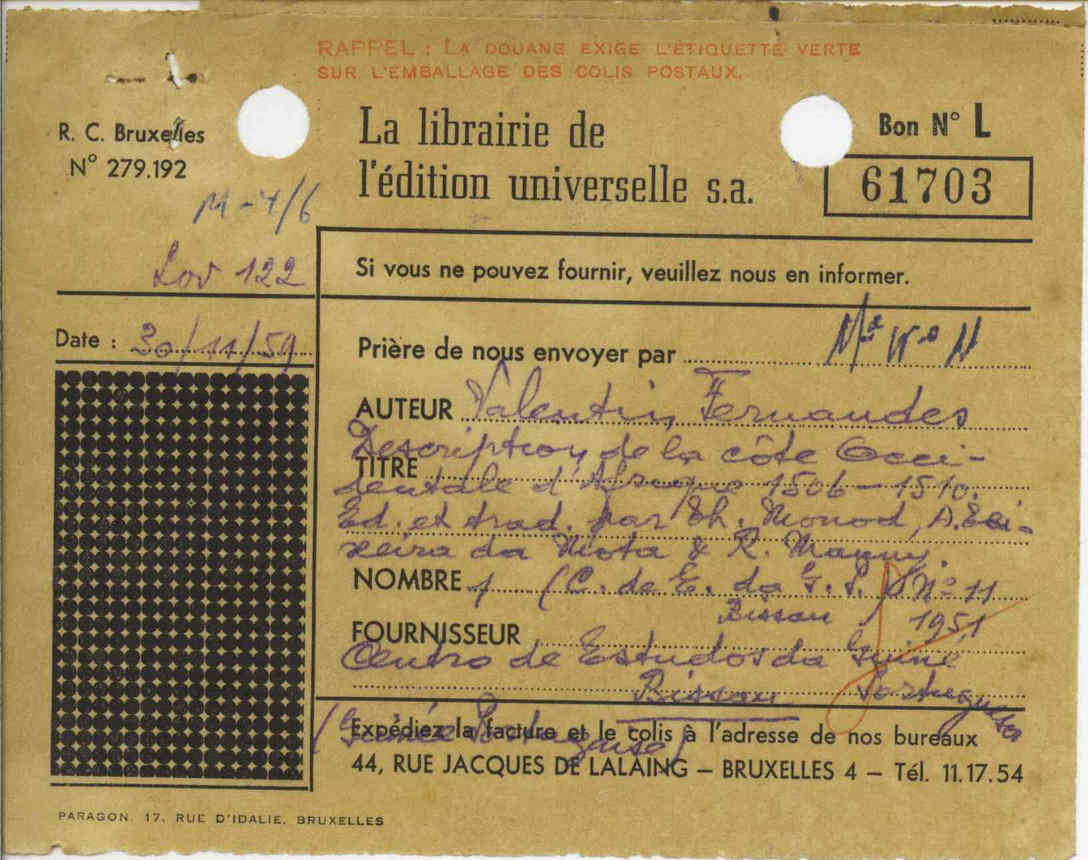 RAPPEL : LA DOUANE EXIGE L'ÉTIQUETTE VERTE
SUR L'EMBALLAGE DES COLIS POSTAUX.
R. C. Bruxelles
N° 279.192
La librairie de
l'édition universelle s.a.
Bon N° L
61703
M-4/6
Lov 122
Si vous ne pouvez fournir, veuillez nous en informer.
Date : 30/11/59
Prière de nous envoyer par
AUTEUR Valentim Fernandes
Description de la côte Occi-
TITRE
dentale d'Afrique 1506-1510.
Ed. et trad. par Th. Monod, A. Tei-
xeira da Mota & R. Mauny.
NOMBRE 1 (C. de E. da G. P. N° 11
Bissau 1951
FOURNISSEUR
Centro de Estudos da Guiné
Bissau Portuguesa
(Guinée Portugaise)
Expédiez la facture et le colis à l'adresse de nos bureaux
44, RUE JACQUES DE LALAING – BRUXELLES 4 – Tél. 11.17.54
PARAGON. 17, RUE D'IDALIE. BRUXELLES